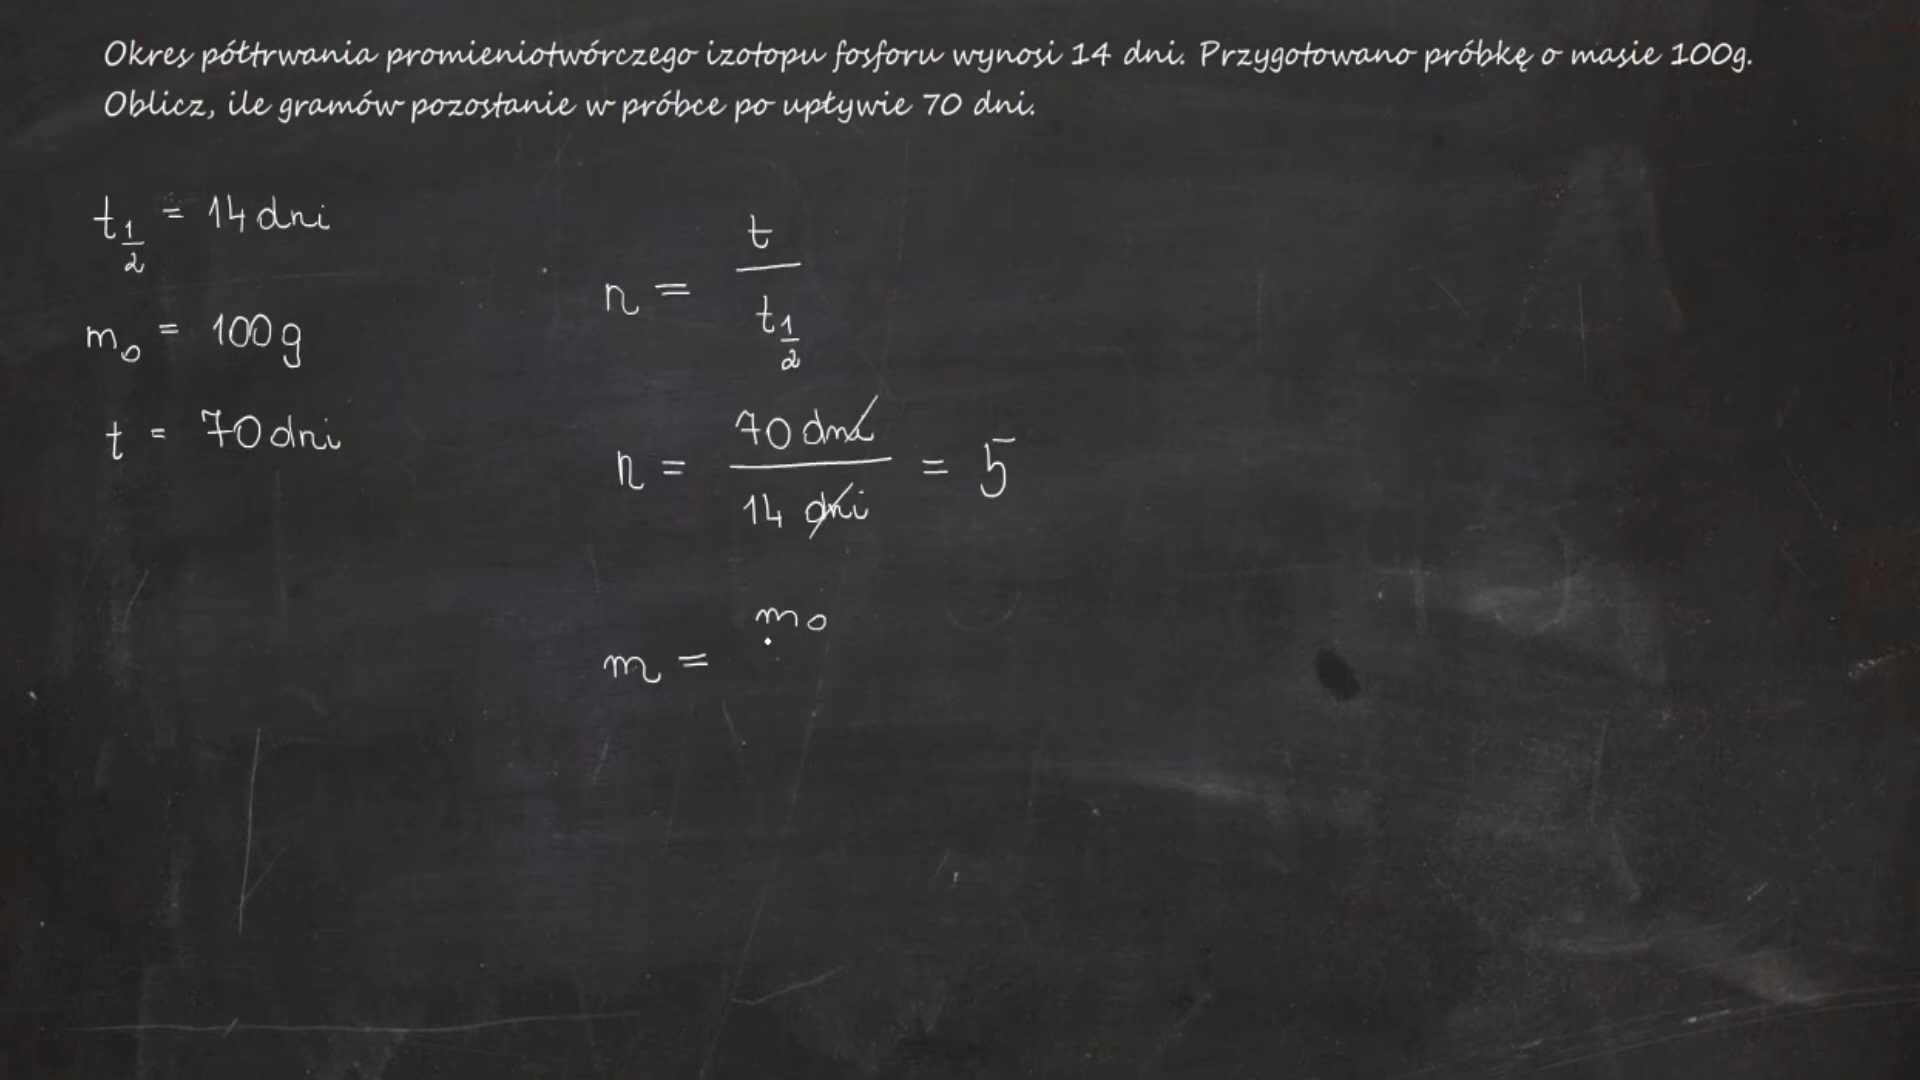 Okres półtrwania promieniotwórczego izotopu fosforu wynosi 14 dni. Przygotowano próbkę o masie 100g.
Oblicz, ile gramów pozostanie w próbce po upływie 70 dni.
t1/2 = 14 dni
m0 = 100g
t = 70 dni
n = t / t1/2
n = 70 dni / 14 dni = 5
m = m0